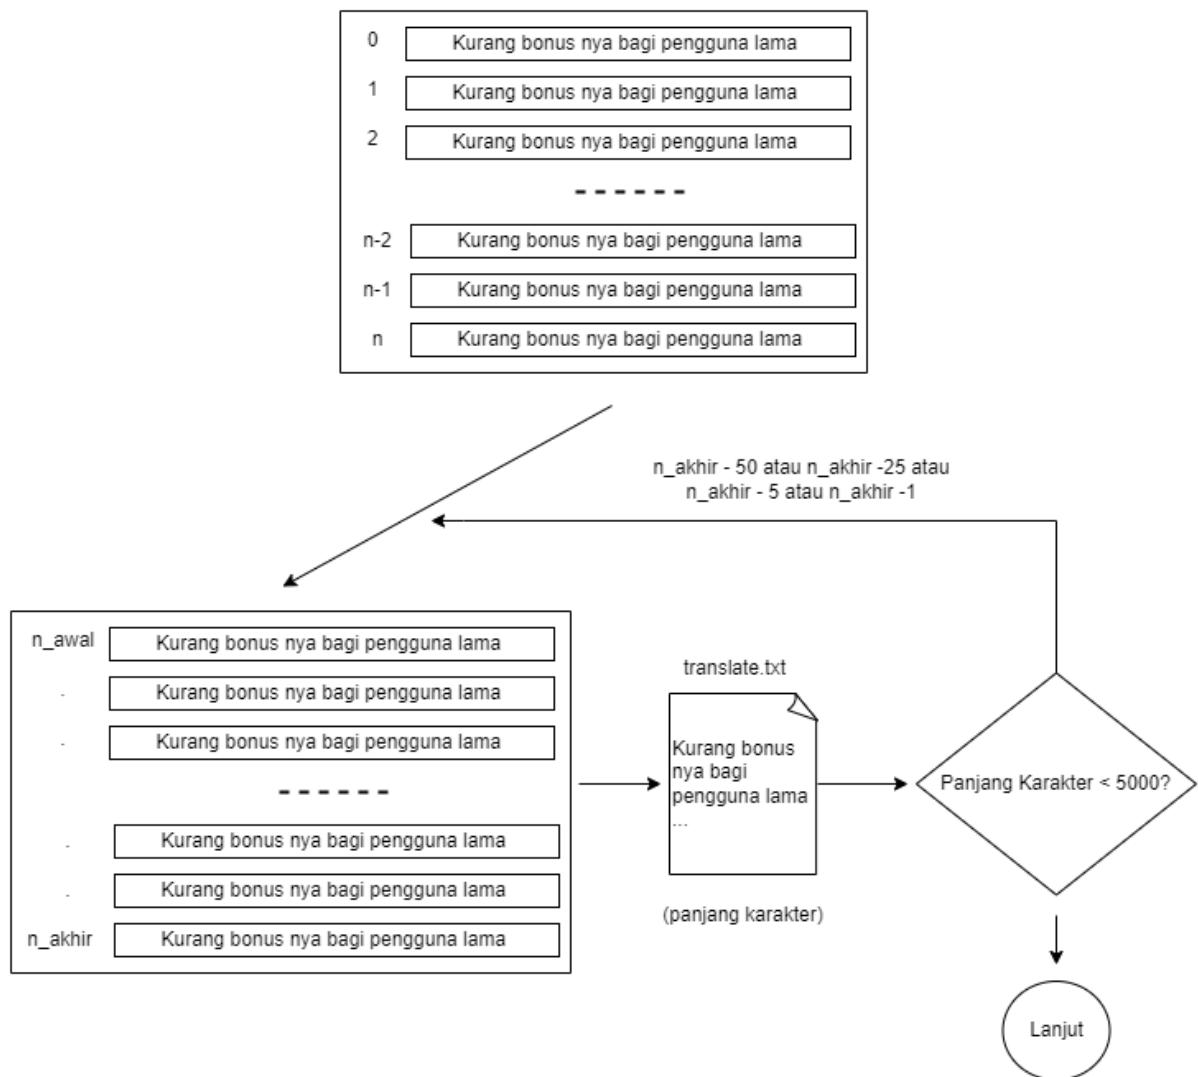 0 Kurang bonus nya bagi pengguna lama
1 Kurang bonus nya bagi pengguna lama
2 Kurang bonus nya bagi pengguna lama
------
n-2 Kurang bonus nya bagi pengguna lama
n-1 Kurang bonus nya bagi pengguna lama
n Kurang bonus nya bagi pengguna lama
n_akhir - 50 atau n_akhir -25 atau
n_akhir - 5 atau n_akhir -1
n_awal Kurang bonus nya bagi pengguna lama
. Kurang bonus nya bagi pengguna lama
. Kurang bonus nya bagi pengguna lama
------
. Kurang bonus nya bagi pengguna lama
. Kurang bonus nya bagi pengguna lama
n_akhir Kurang bonus nya bagi pengguna lama
translate.txt
Kurang bonus
nya bagi
pengguna lama
...
(panjang karakter)
Panjang Karakter < 5000?
Lanjut